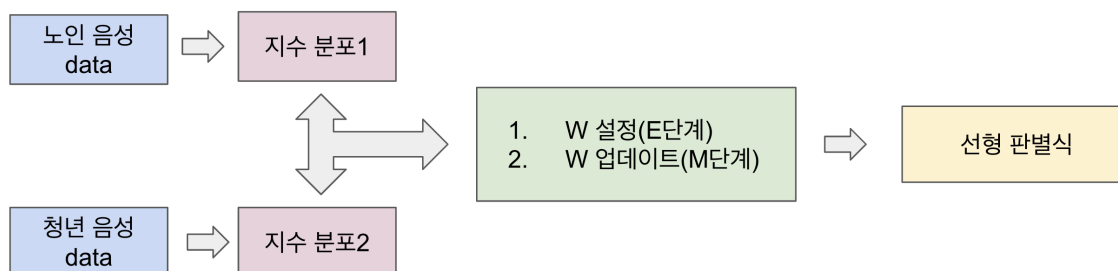 노인 음성
data
지수 분포1
1. W 설정(E단계)
2. W 업데이트(M단계)
선형 판별식
청년 음성
data
지수 분포2